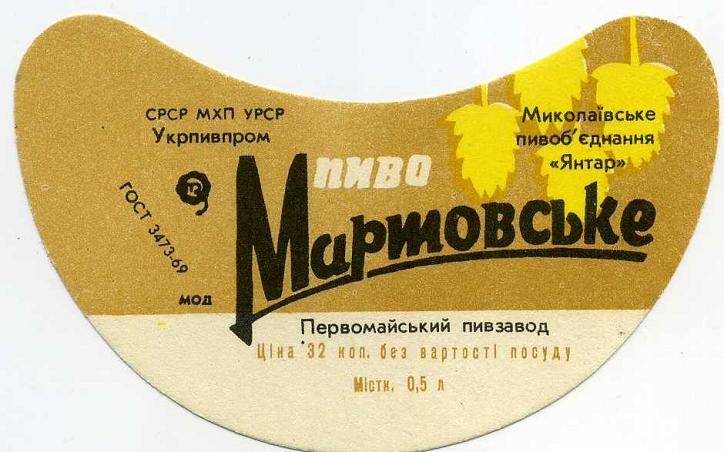 СРСР МХП УРСР
Укрпивпром
ГОСТ 3473-69
МОД
Миколаївське
пивоб'єднання
«Янтар»
пиво
Мартовське
Первомайський пивзавод
Ціна 32 коп. без вартості посуду
Містк. 0,5 л